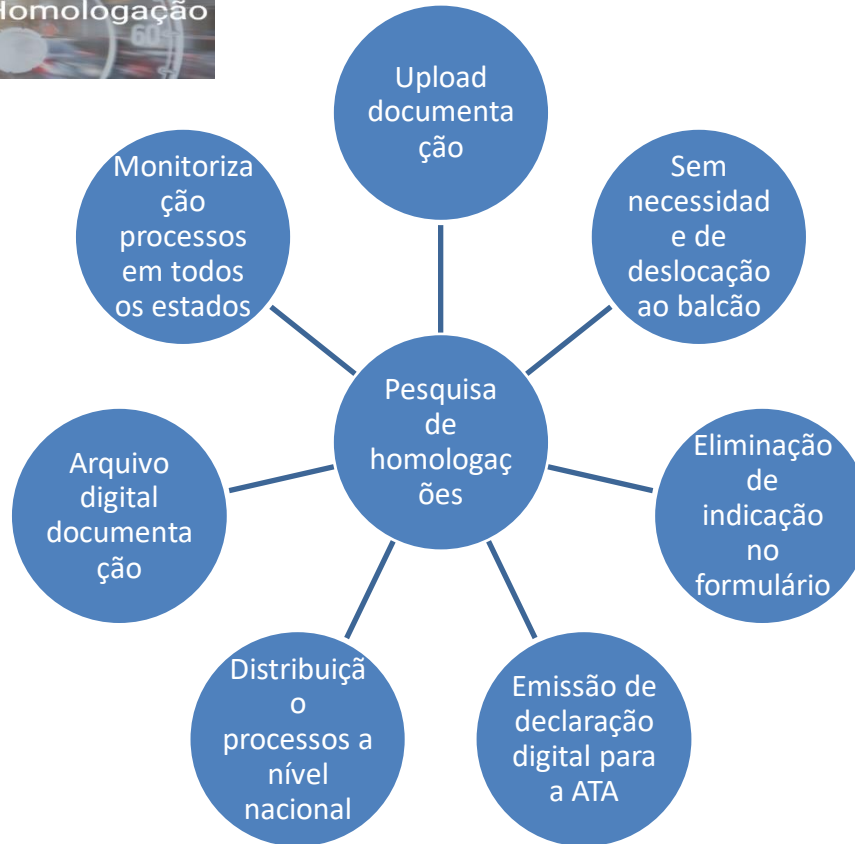 Homologação
60
Upload
documenta
ção
Monitoriza
ção
processos
em todos
os estados
Sem
necessidad
e de
deslocação
ao balcão
Pesquisa
de
homologaç
ões
Arquivo
digital
documenta
ção
Eliminação
de
indicação
no
formulário
Distribuiçã
o
processos a
nível
nacional
Emissão de
declaração
digital para
a ATA